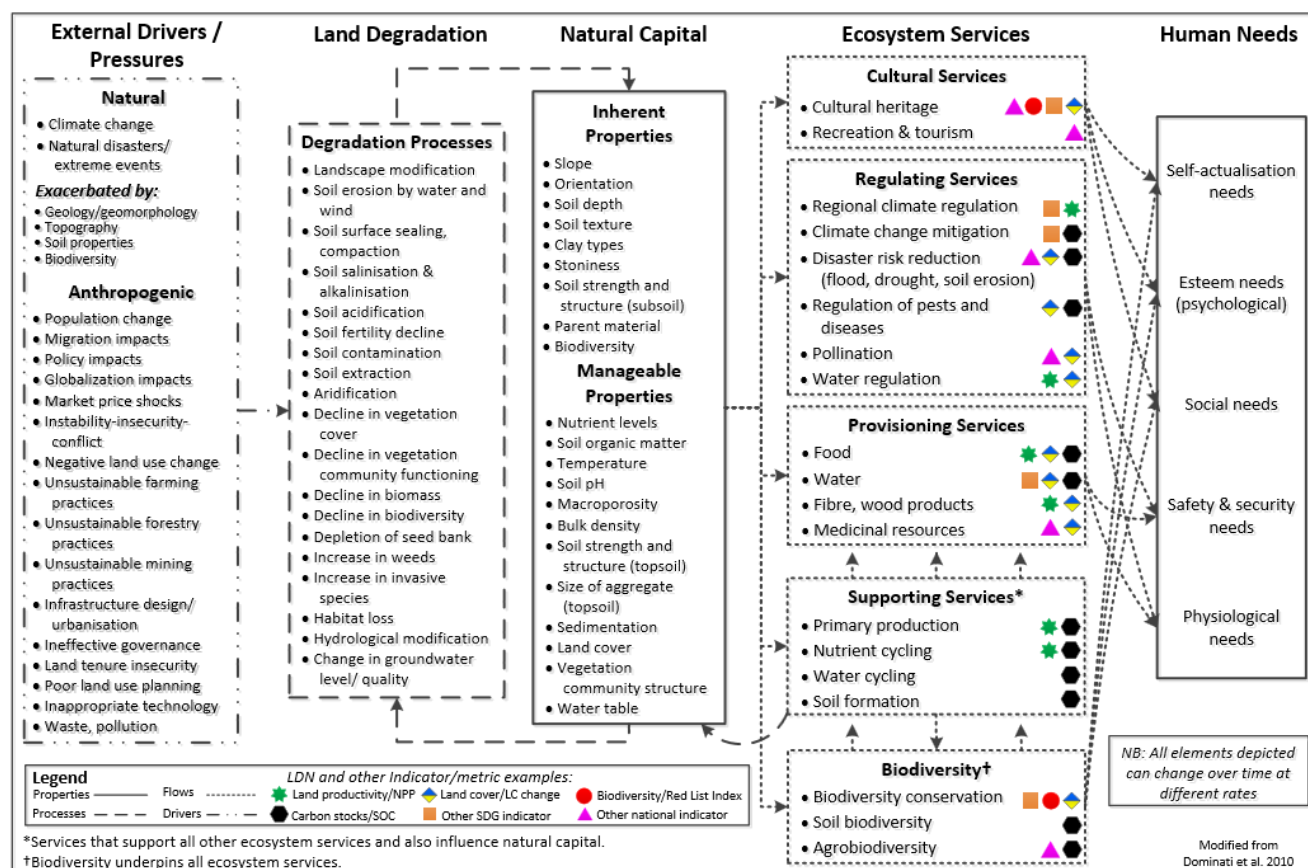 External Drivers /
Pressures
Natural
• Climate change
• Natural disasters/
extreme events
Exacerbated by:
• Geology/geomorphology
• Topography
• Soil properties
• Biodiversity
Anthropogenic
• Population change
• Migration impacts
• Policy impacts
• Globalization impacts
• Market price shocks
• Instability-insecurity-
conflict
• Negative land use change
• Unsustainable farming
practices
• Unsustainable forestry
practices
• Unsustainable mining
practices
• Infrastructure design/
urbanisation
• Ineffective governance
• Land tenure insecurity
• Poor land use planning
• Inappropriate technology
• Waste, pollution
Land Degradation
Degradation Processes
• Landscape modification
• Soil erosion by water and
wind
• Soil surface sealing,
compaction
• Soil salinisation &
alkalinisation
• Soil acidification
• Soil fertility decline
• Soil contamination
• Soil extraction
• Aridification
• Decline in vegetation
cover
• Decline in vegetation
community functioning
• Decline in biomass
• Decline in biodiversity
• Depletion of seed bank
• Increase in weeds
• Increase in invasive
species
• Habitat loss
• Hydrological modification
• Change in groundwater
level/ quality
Natural Capital
Inherent
Properties
• Slope
• Orientation
• Soil depth
• Soil texture
• Clay types
• Stoniness
• Soil strength and
structure (subsoil)
• Parent material
• Biodiversity
Manageable
Properties
• Nutrient levels
• Soil organic matter
• Temperature
• Soil pH
• Macroporosity
• Bulk density
• Soil strength and
structure (topsoil)
• Size of aggregate
(topsoil)
• Sedimentation
• Land cover
• Vegetation
community structure
• Water table
Ecosystem Services
Cultural Services
• Cultural heritage
• Recreation & tourism
Regulating Services
• Regional climate regulation
• Climate change mitigation
• Disaster risk reduction
(flood, drought, soil erosion)
• Regulation of pests and
diseases
• Pollination
• Water regulation
Provisioning Services
• Food
• Water
• Fibre, wood products
• Medicinal resources
Supporting Services*
• Primary production
• Nutrient cycling
• Water cycling
• Soil formation
Biodiversity†
• Biodiversity conservation
• Soil biodiversity
• Agrobiodiversity
Human Needs
Self-actualisation
needs
Esteem needs
(psychological)
Social needs
Safety & security
needs
Physiological
needs
NB: All elements depicted
can change over time at
different rates
Legend
Properties
Flows
Processes
Drivers
LDN and other Indicator/metric examples:
Land productivity/NPP
Land cover/LC change
Biodiversity/Red List Index
Carbon stocks/SOC
Other SDG indicator
Other national indicator
*Services that support all other ecosystem services and also influence natural capital.
†Biodiversity underpins all ecosystem services.
Modified from
Dominati et al. 2010